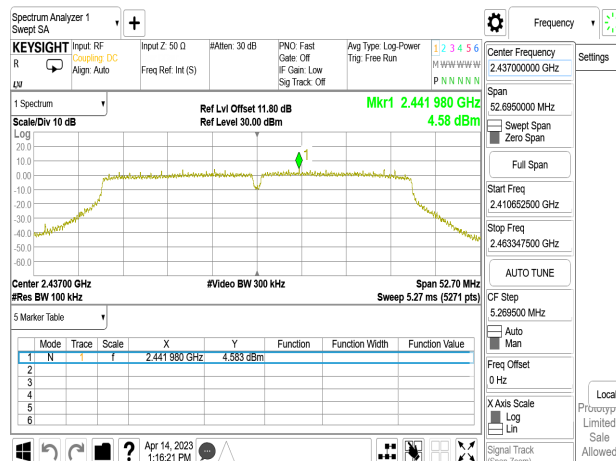 Spectrum Analyzer 1
Swept SA
Frequency
KEYSIGHT
R
Input: RF
Coupling: DC
Align: Auto
Input Z: 50 Ω
Freq Ref: Int (S)
#Atten: 30 dB
PNO: Fast
Gate: Off
IF Gain: Low
Sig Track: Off
Avg Type: Log-Power
Trig: Free Run
1 2 3 4 5 6
M W W W W W
P N N N N N
LXI
1 Spectrum
Scale/Div 10 dB
Log
Ref Lvl Offset 11.80 dB
Ref Level 30.00 dBm
Mkr1 2.441 980 GHz
4.58 dBm
20.0
10.0
0.00
-10.0
-20.0
-30.0
-40.0
-50.0
-60.0
1
Center 2.43700 GHz
#Res BW 100 kHz
#Video BW 300 kHz
Span 52.70 MHz
Sweep 5.27 ms (5271 pts)
5 Marker Table
Mode Trace Scale X Y Function Function Width Function Value
1 N 1 f 2.441 980 GHz 4.583 dBm
2
3
4
5
6
?
Apr 14, 2023
1:16:21 PM
Center Frequency
2.437000000 GHz
Settings
Span
52.6950000 MHz
Swept Span
Zero Span
Full Span
Start Freq
2.410652500 GHz
Stop Freq
2.463347500 GHz
AUTO TUNE
CF Step
5.269500 MHz
Auto
Man
Freq Offset
0 Hz
X Axis Scale
Log
Lin
Local
Prototyp
Limited
Sale
Allowed
Signal Track
(Span Zoom)